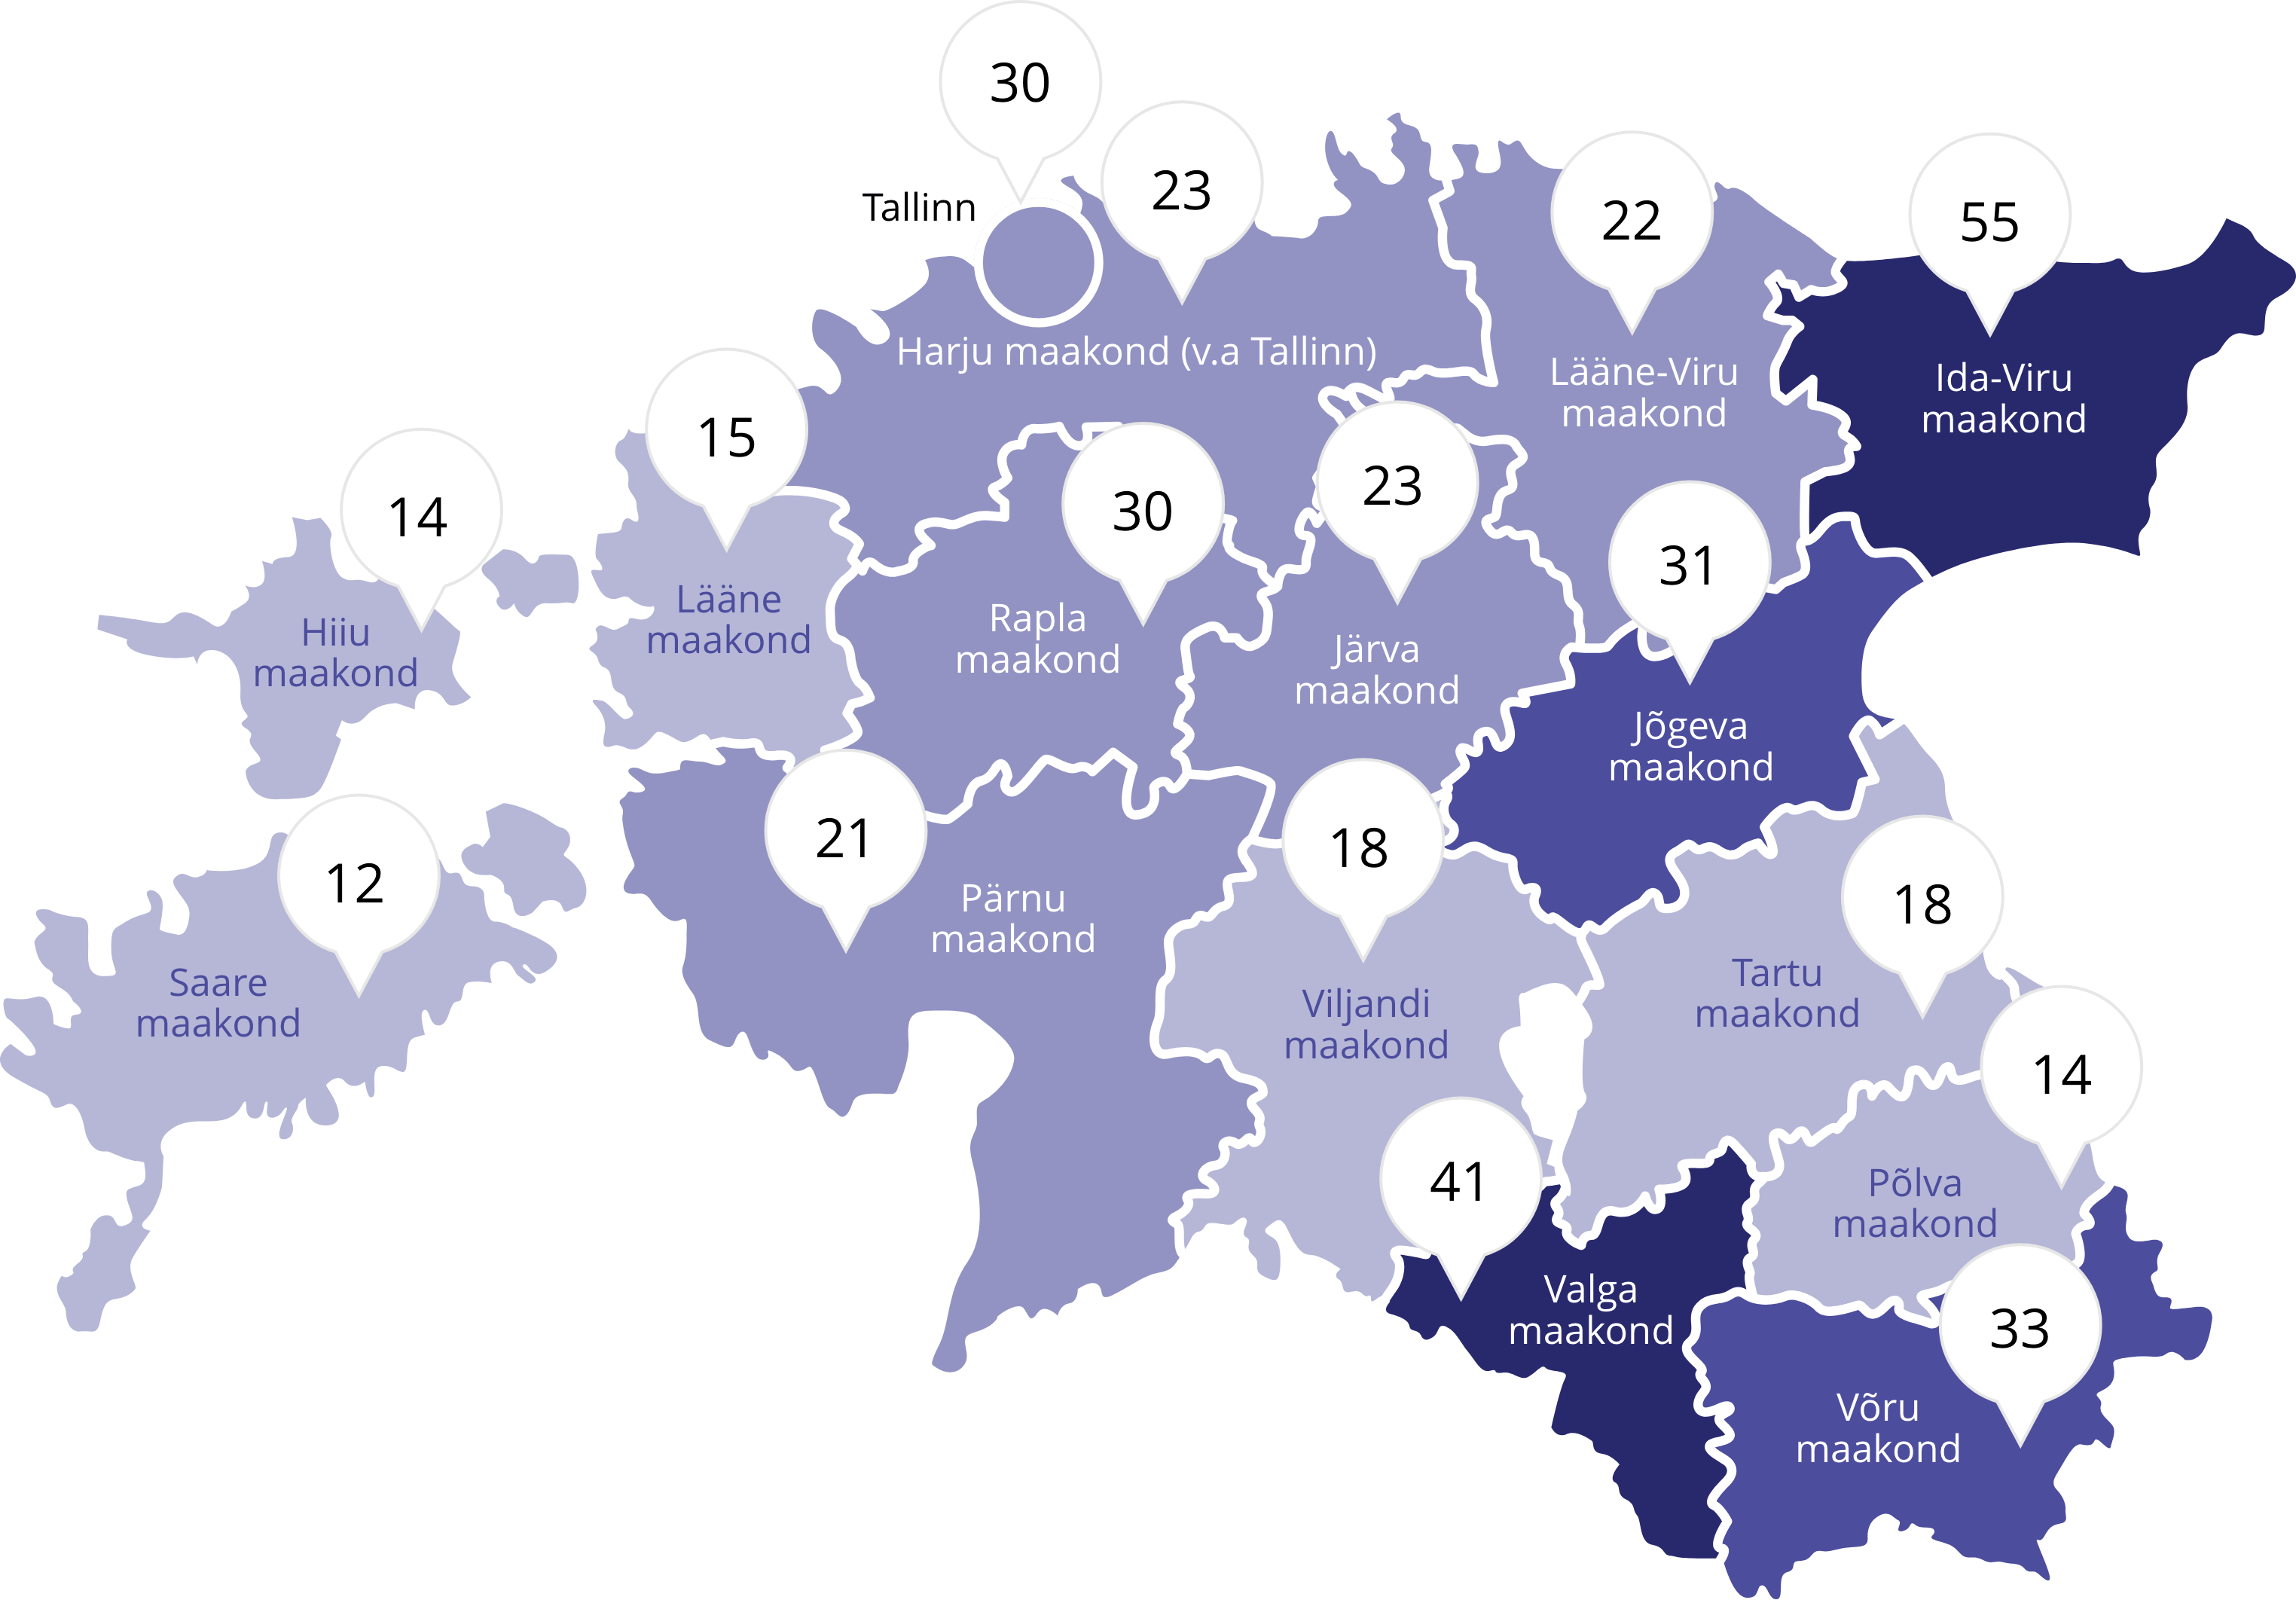 30
Tallinn
23
Harju maakond (v.a Tallinn)
22
Lääne-Viru
maakond
55
Ida-Viru
maakond
15
Lääne
maakond
14
Hiiu
maakond
30
Rapla
maakond
23
Järva
maakond
31
Jõgeva
maakond
12
Saare
maakond
21
Pärnu
maakond
18
Viljandi
maakond
18
Tartu
maakond
14
Põlva
maakond
41
Valga
maakond
33
Võru
maakond